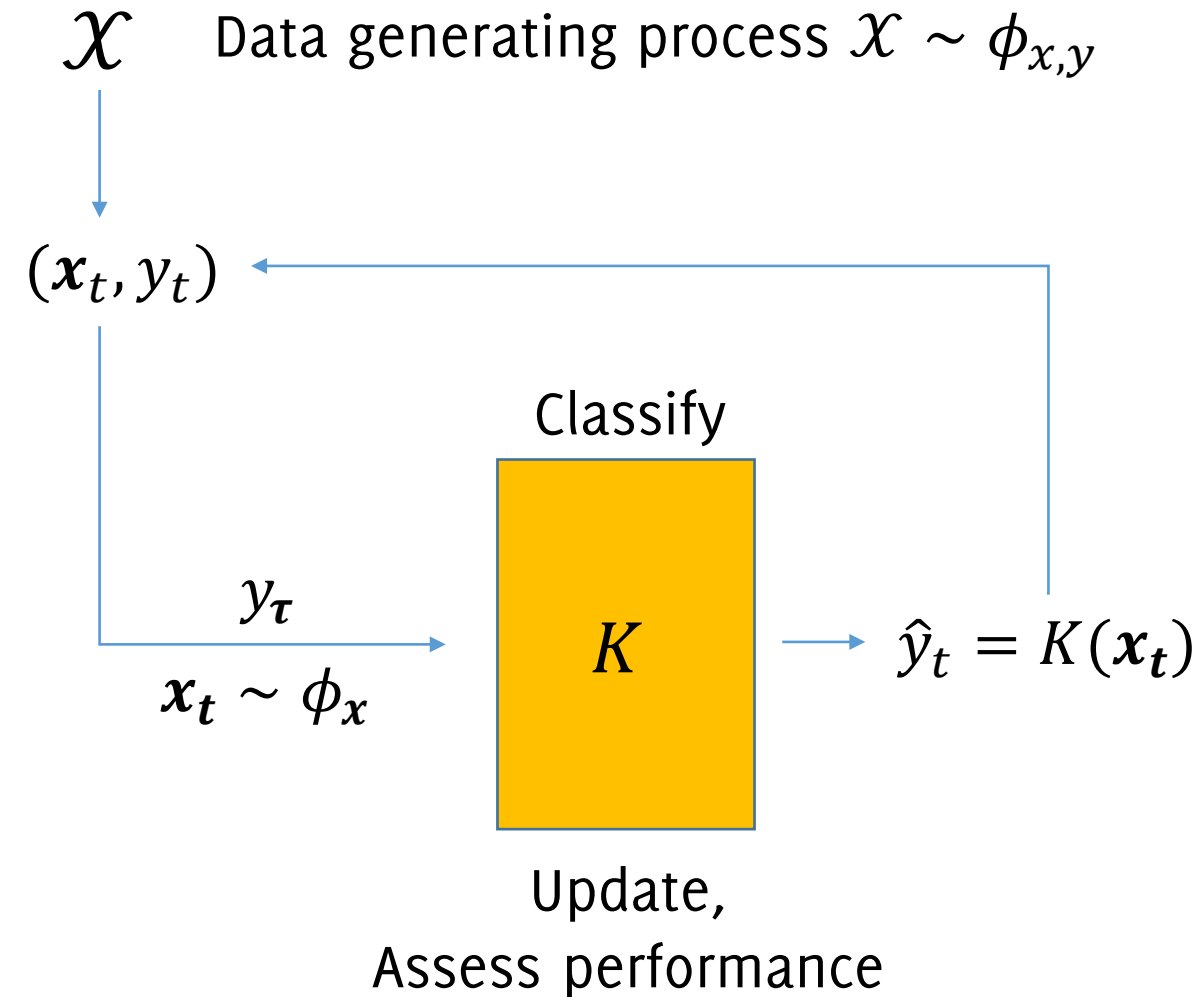 𝒳 Data generating process 𝒳 ~ ϕ_{x,y}
(x_t, y_t)
Classify
y_τ
x_t ~ ϕ_x
K
ŷ_t = K(x_t)
Update,
Assess performance